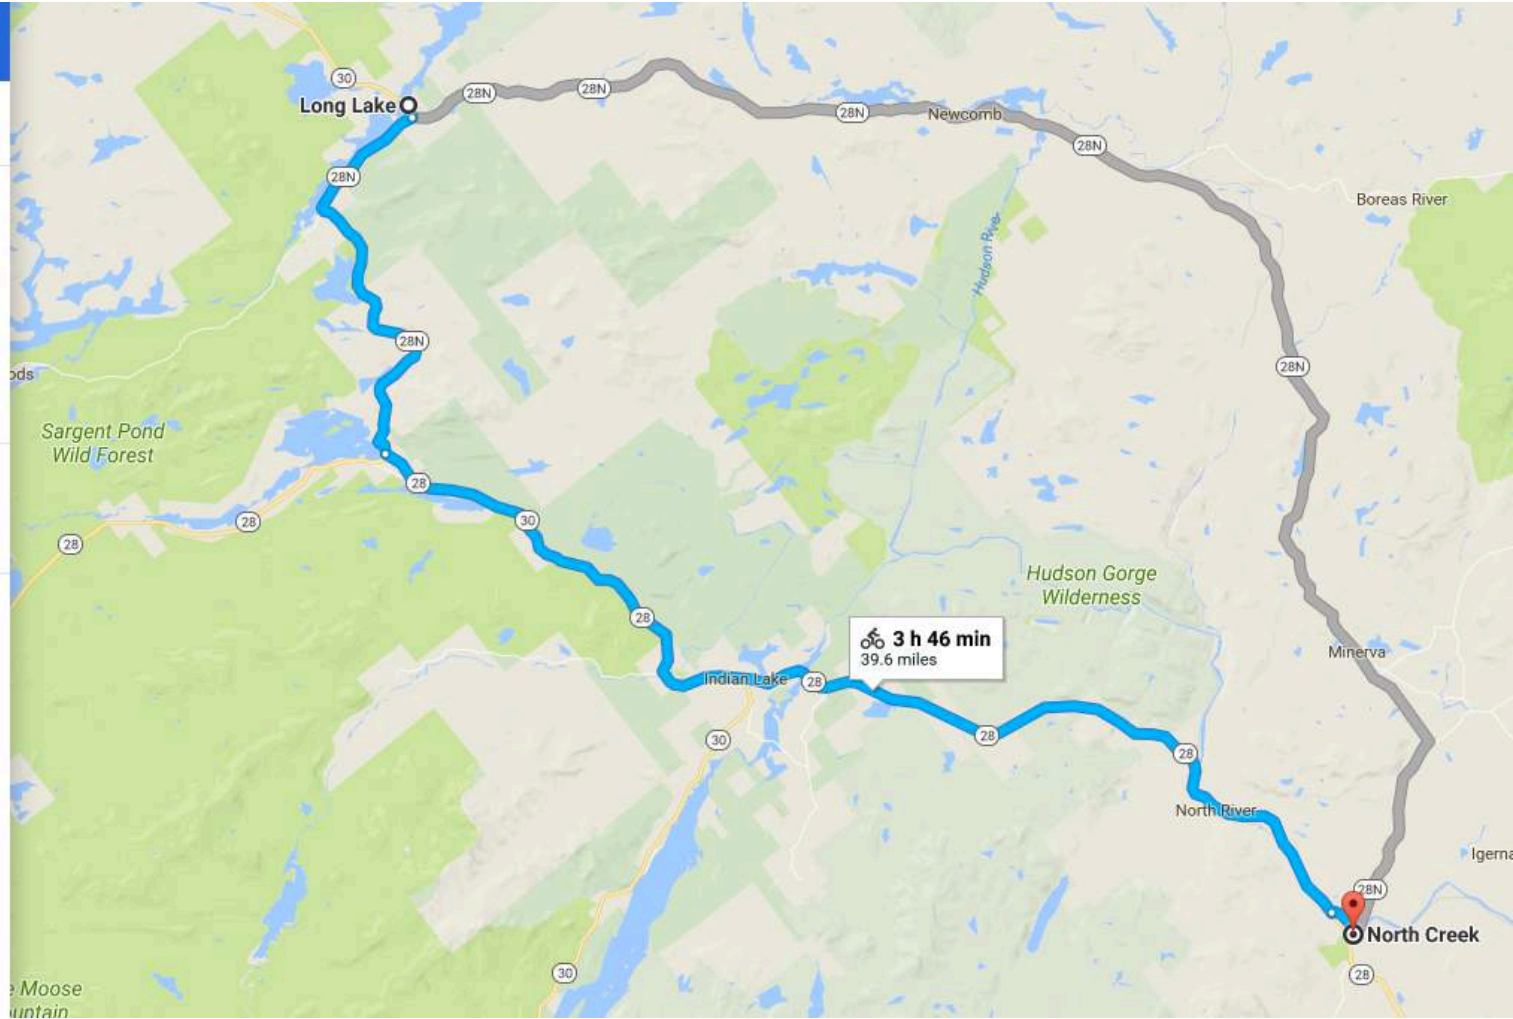 30
Long Lake
28N
28N
28N
Newcomb
28N
28N
Boreas River
Hudson River
28N
28N
ods
Sargent Pond
Wild Forest
28
28
30
28
28
Hudson Gorge
Wilderness
28
3 h 46 min
39.6 miles
Minerva
Indian Lake
28
30
28
28
North River
Igerna
28N
North Creek
30
28
e Moose
untain